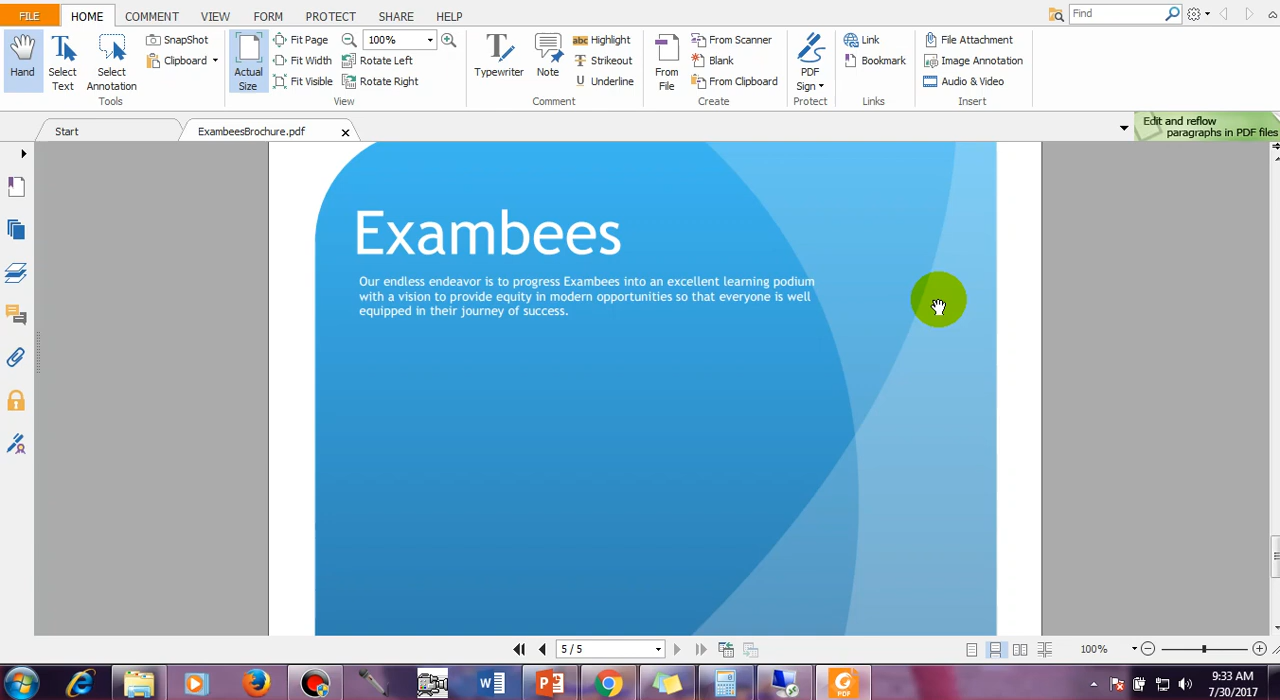 FILE HOME COMMENT VIEW FORM PROTECT SHARE HELP Find
Hand
Select Text
Select Annotation
SnapShot
Clipboard
Tools
Actual Size
Fit Page
Fit Width
Fit Visible
100%
Rotate Left
Rotate Right
View
Typewriter
Note
abc Highlight
Strikeout
Underline
Comment
From File
From Scanner
Blank
From Clipboard
Create
PDF Sign
Protect
Link
Bookmark
Links
File Attachment
Image Annotation
Audio & Video
Insert
Start
ExambeesBrochure.pdf
Edit and reflow
paragraphs in PDF files
Exambees
Our endless endeavor is to progress Exambees into an excellent learning podium
with a vision to provide equity in modern opportunities so that everyone is well
equipped in their journey of success.
5 / 5
100%
PDF
9:33 AM
7/30/2017